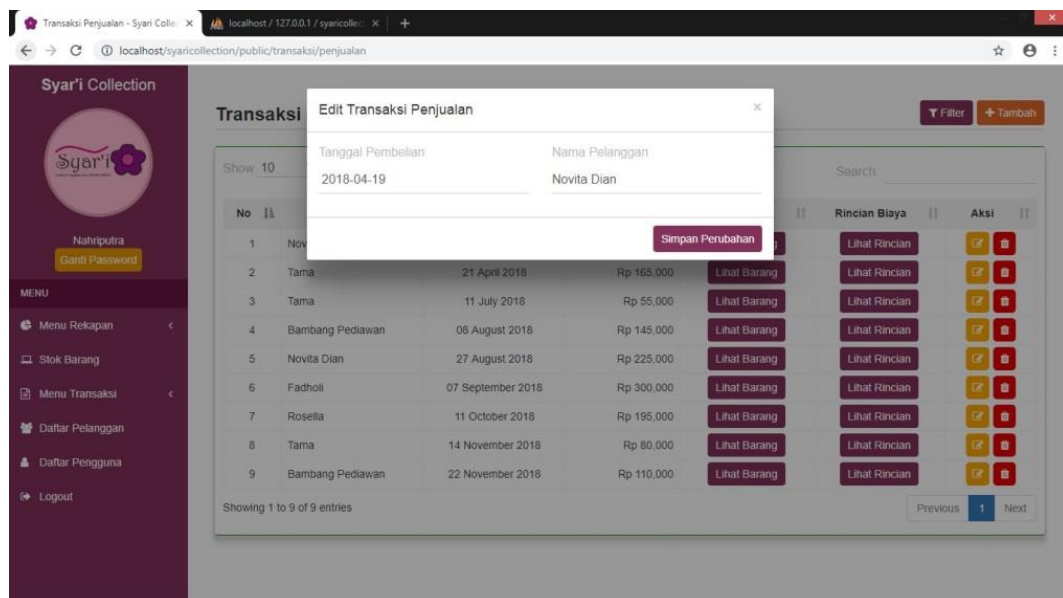 Transaksi Penjualan - Syari Colle
localhost / 127.0.0.1 / syaricollec
localhost/syaricollection/public/transaksi/penjualan
Syar'i Collection
Syar'i
Nahriputra
Ganti Password
MENU
Menu Rekapan
Stok Barang
Menu Transaksi
Daftar Pelanggan
Daftar Pengguna
Logout
Transaksi
Filter
+ Tambah
Edit Transaksi Penjualan
×
Tanggal Pembelian Nama Pelanggan
2018-04-19 Novita Dian
Simpan Perubahan
Show 10
Search:
No Rincian Biaya Aksi
1 Nov Lihat Rincian
2 Tama 21 April 2018 Rp 165,000 Lihat Barang Lihat Rincian
3 Tama 11 July 2018 Rp 55,000 Lihat Barang Lihat Rincian
4 Bambang Pediawan 08 August 2018 Rp 145,000 Lihat Barang Lihat Rincian
5 Novita Dian 27 August 2018 Rp 225,000 Lihat Barang Lihat Rincian
6 Fadholi 07 September 2018 Rp 300,000 Lihat Barang Lihat Rincian
7 Rosella 11 October 2018 Rp 195,000 Lihat Barang Lihat Rincian
8 Tama 14 November 2018 Rp 80,000 Lihat Barang Lihat Rincian
9 Bambang Pediawan 22 November 2018 Rp 110,000 Lihat Barang Lihat Rincian
Showing 1 to 9 of 9 entries
Previous 1 Next